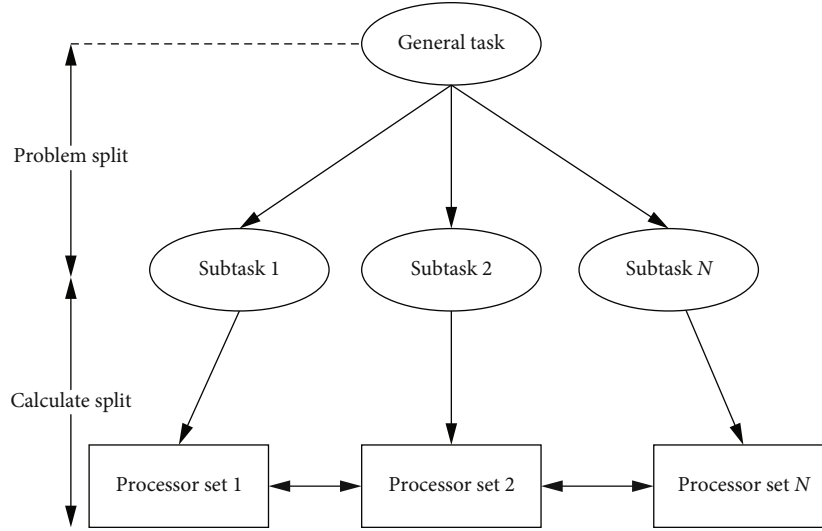 General task
Problem split
Subtask 1
Subtask 2
Subtask N
Calculate split
Processor set 1
Processor set 2
Processor set N